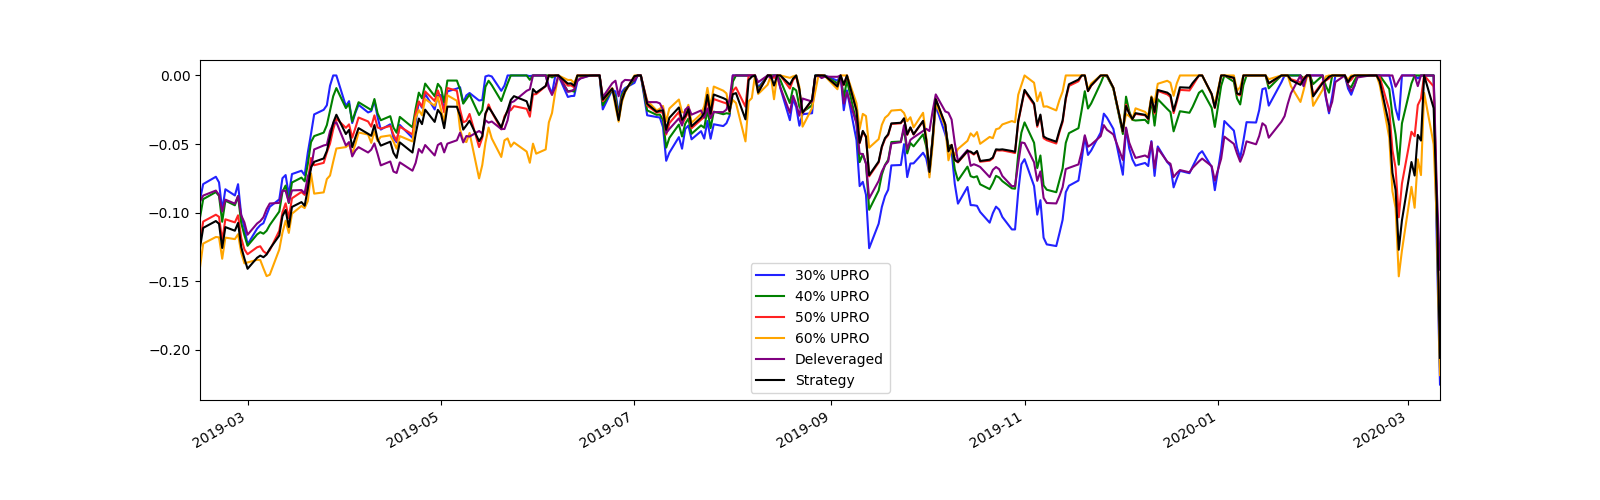 0.00
−0.05
−0.10
−0.15
−0.20
30% UPRO
40% UPRO
50% UPRO
60% UPRO
Deleveraged
Strategy
2019-03
2019-05
2019-07
2019-09
2019-11
2020-01
2020-03